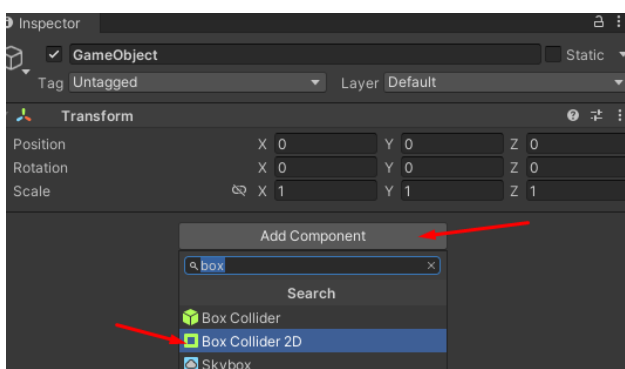 Inspector
GameObject Static
Tag Untagged Layer Default
Transform
Position X 0 Y 0 Z 0
Rotation X 0 Y 0 Z 0
Scale X 1 Y 1 Z 1
Add Component
box
Search
Box Collider
Box Collider 2D
Skybox